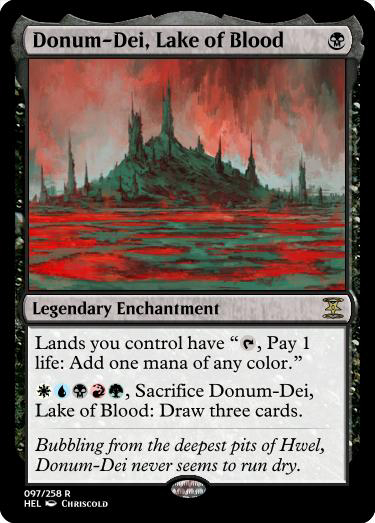 Donum-Dei, Lake of Blood
Legendary Enchantment
Lands you control have “, Pay 1
life: Add one mana of any color.”
, Sacrifice Donum-Dei,
Lake of Blood: Draw three cards.
Bubbling from the deepest pits of Hwel,
Donum-Dei never seems to run dry.
097/258 R
HEL Chriscold